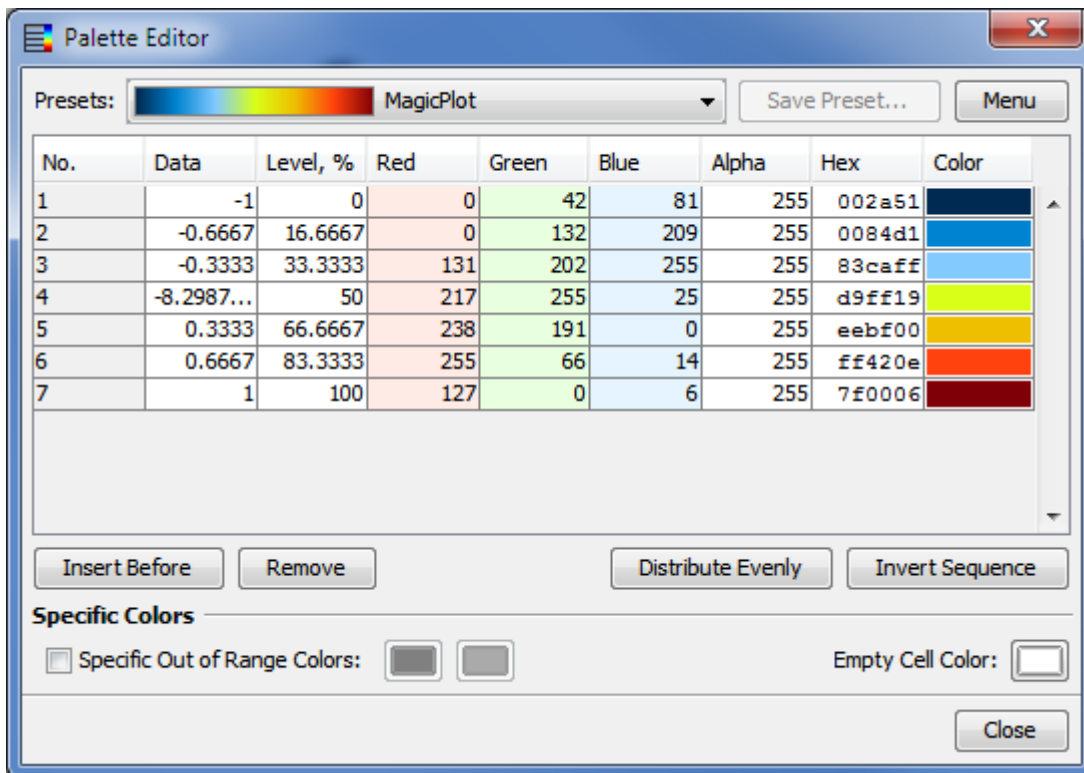 Palette Editor
Presets: MagicPlot Save Preset... Menu
No. Data Level, % Red Green Blue Alpha Hex Color
1 -1 0 0 42 81 255 002a51
2 -0.6667 16.6667 0 132 209 255 0084d1
3 -0.3333 33.3333 131 202 255 255 83caff
4 -8.2987... 50 217 255 25 255 d9ff19
5 0.3333 66.6667 238 191 0 255 eebf00
6 0.6667 83.3333 255 66 14 255 ff420e
7 1 100 127 0 6 255 7f0006
Insert Before Remove Distribute Evenly Invert Sequence
Specific Colors
Specific Out of Range Colors: Empty Cell Color:
Close